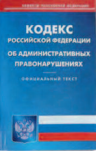 КОДЕКС
РОССИЙСКОЙ ФЕДЕРАЦИИ
ОБ АДМИНИСТРАТИВНЫХ
ПРАВОНАРУШЕНИЯХ
ОФИЦИАЛЬНЫЙ ТЕКСТ